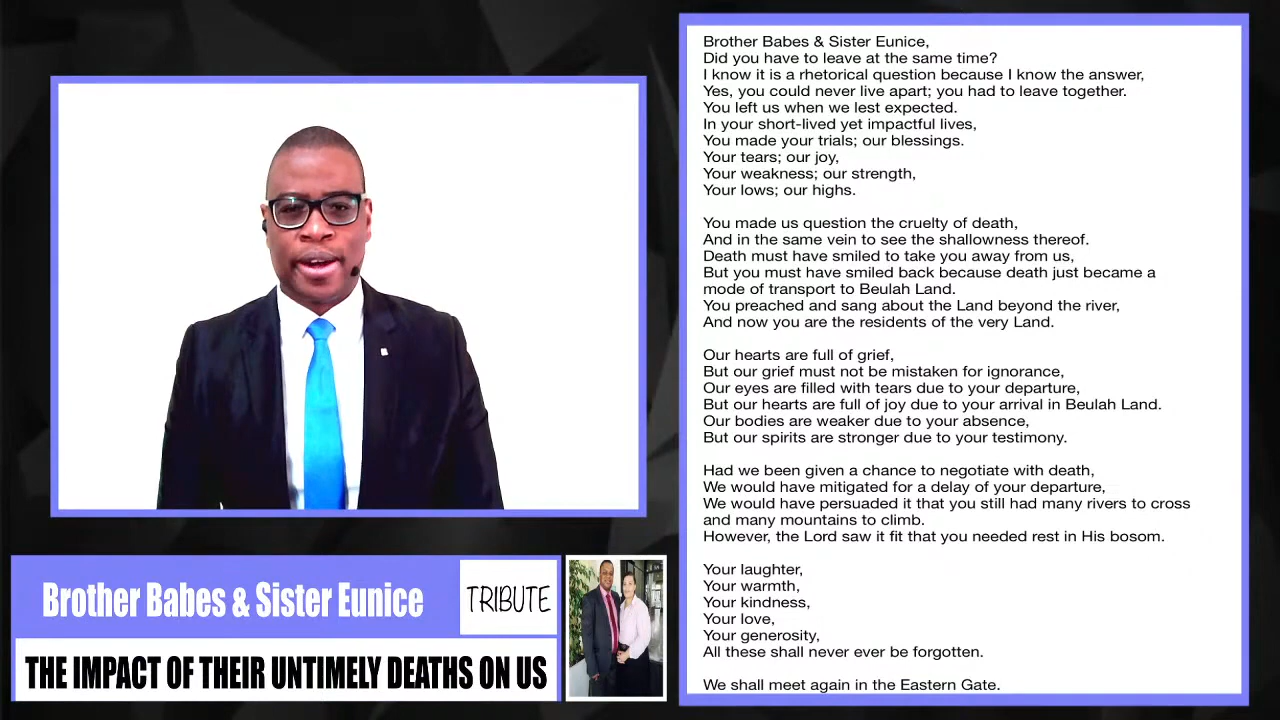 Brother Babes & Sister Eunice,
Did you have to leave at the same time?
I know it is a rhetorical question because I know the answer,
Yes, you could never live apart; you had to leave together.
You left us when we lest expected.
In your short-lived yet impactful lives,
You made your trials; our blessings.
Your tears; our joy,
Your weakness; our strength,
Your lows; our highs.
You made us question the cruelty of death,
And in the same vein to see the shallowness thereof.
Death must have smiled to take you away from us,
But you must have smiled back because death just became a
mode of transport to Beulah Land.
You preached and sang about the Land beyond the river,
And now you are the residents of the very Land.
Our hearts are full of grief,
But our grief must not be mistaken for ignorance,
Our eyes are filled with tears due to your departure,
But our hearts are full of joy due to your arrival in Beulah Land.
Our bodies are weaker due to your absence,
But our spirits are stronger due to your testimony.
Had we been given a chance to negotiate with death,
We would have mitigated for a delay of your departure,
We would have persuaded it that you still had many rivers to cross
and many mountains to climb.
However, the Lord saw it fit that you needed rest in His bosom.
Your laughter,
Your warmth,
Your kindness,
Your love,
Your generosity,
All these shall never ever be forgotten.
We shall meet again in the Eastern Gate.
Brother Babes & Sister Eunice
TRIBUTE
THE IMPACT OF THEIR UNTIMELY DEATHS ON US